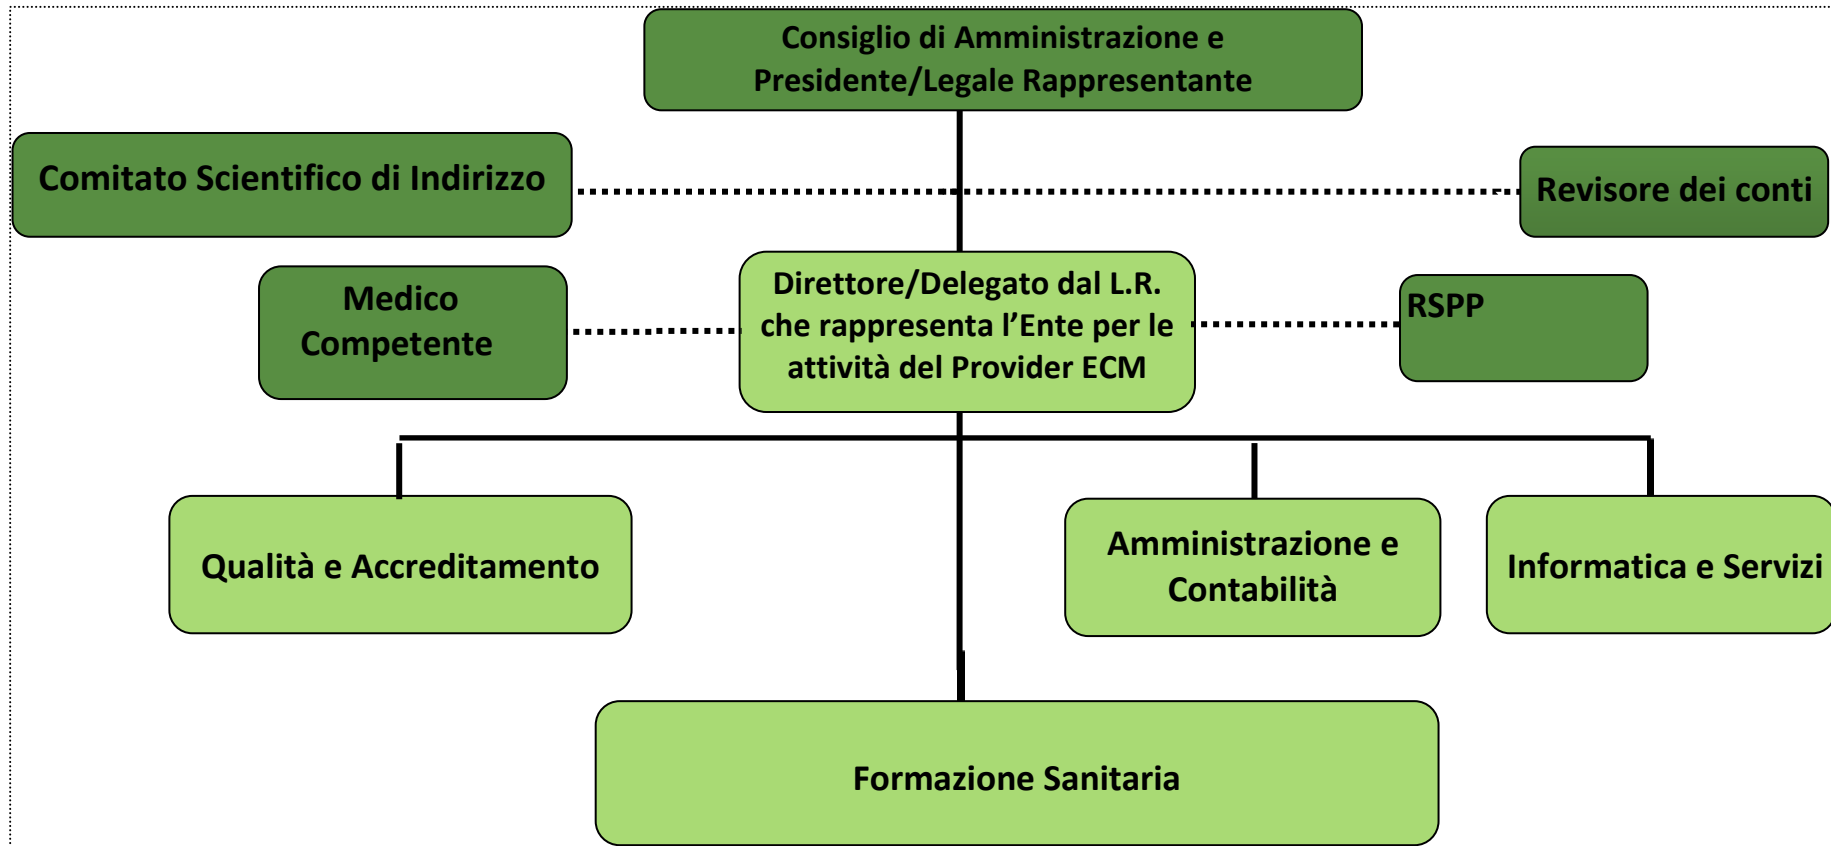 Consiglio di Amministrazione e
Presidente/Legale Rappresentante
Comitato Scientifico di Indirizzo
Revisore dei conti
Medico
Competente
Direttore/Delegato dal L.R.
che rappresenta l’Ente per le
attività del Provider ECM
RSPP
Qualità e Accreditamento
Amministrazione e
Contabilità
Informatica e Servizi
Formazione Sanitaria